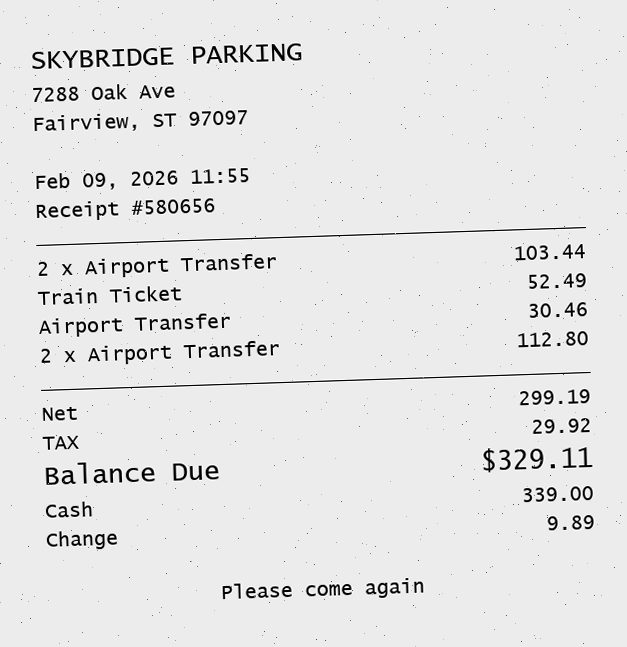 SKYBRIDGE PARKING
7288 Oak Ave
Fairview, ST 97097
Feb 09, 2026 11:55
Receipt #580656
2 x Airport Transfer 103.44
Train Ticket 52.49
Airport Transfer 30.46
2 x Airport Transfer 112.80
Net 299.19
TAX 29.92
Balance Due $329.11
Cash 339.00
Change 9.89
Please come again